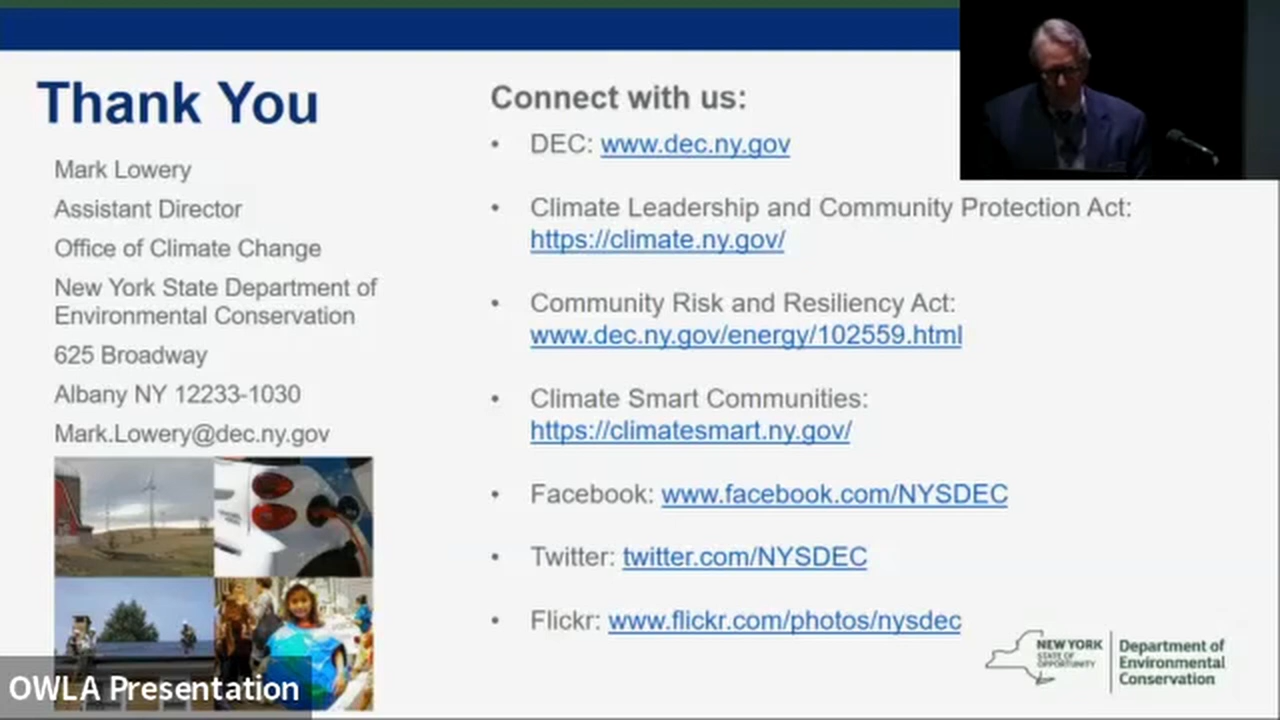 Thank You
Mark Lowery
Assistant Director
Office of Climate Change
New York State Department of
Environmental Conservation
625 Broadway
Albany NY 12233-1030
Mark.Lowery@dec.ny.gov
Connect with us:
• DEC: www.dec.ny.gov
• Climate Leadership and Community Protection Act:
https://climate.ny.gov/
• Community Risk and Resiliency Act:
www.dec.ny.gov/energy/102559.html
• Climate Smart Communities:
https://climatesmart.ny.gov/
• Facebook: www.facebook.com/NYSDEC
• Twitter: twitter.com/NYSDEC
• Flickr: www.flickr.com/photos/nysdec
NEW YORK
STATE OF
OPPORTUNITY
Department of
Environmental
Conservation
OWLA Presentation